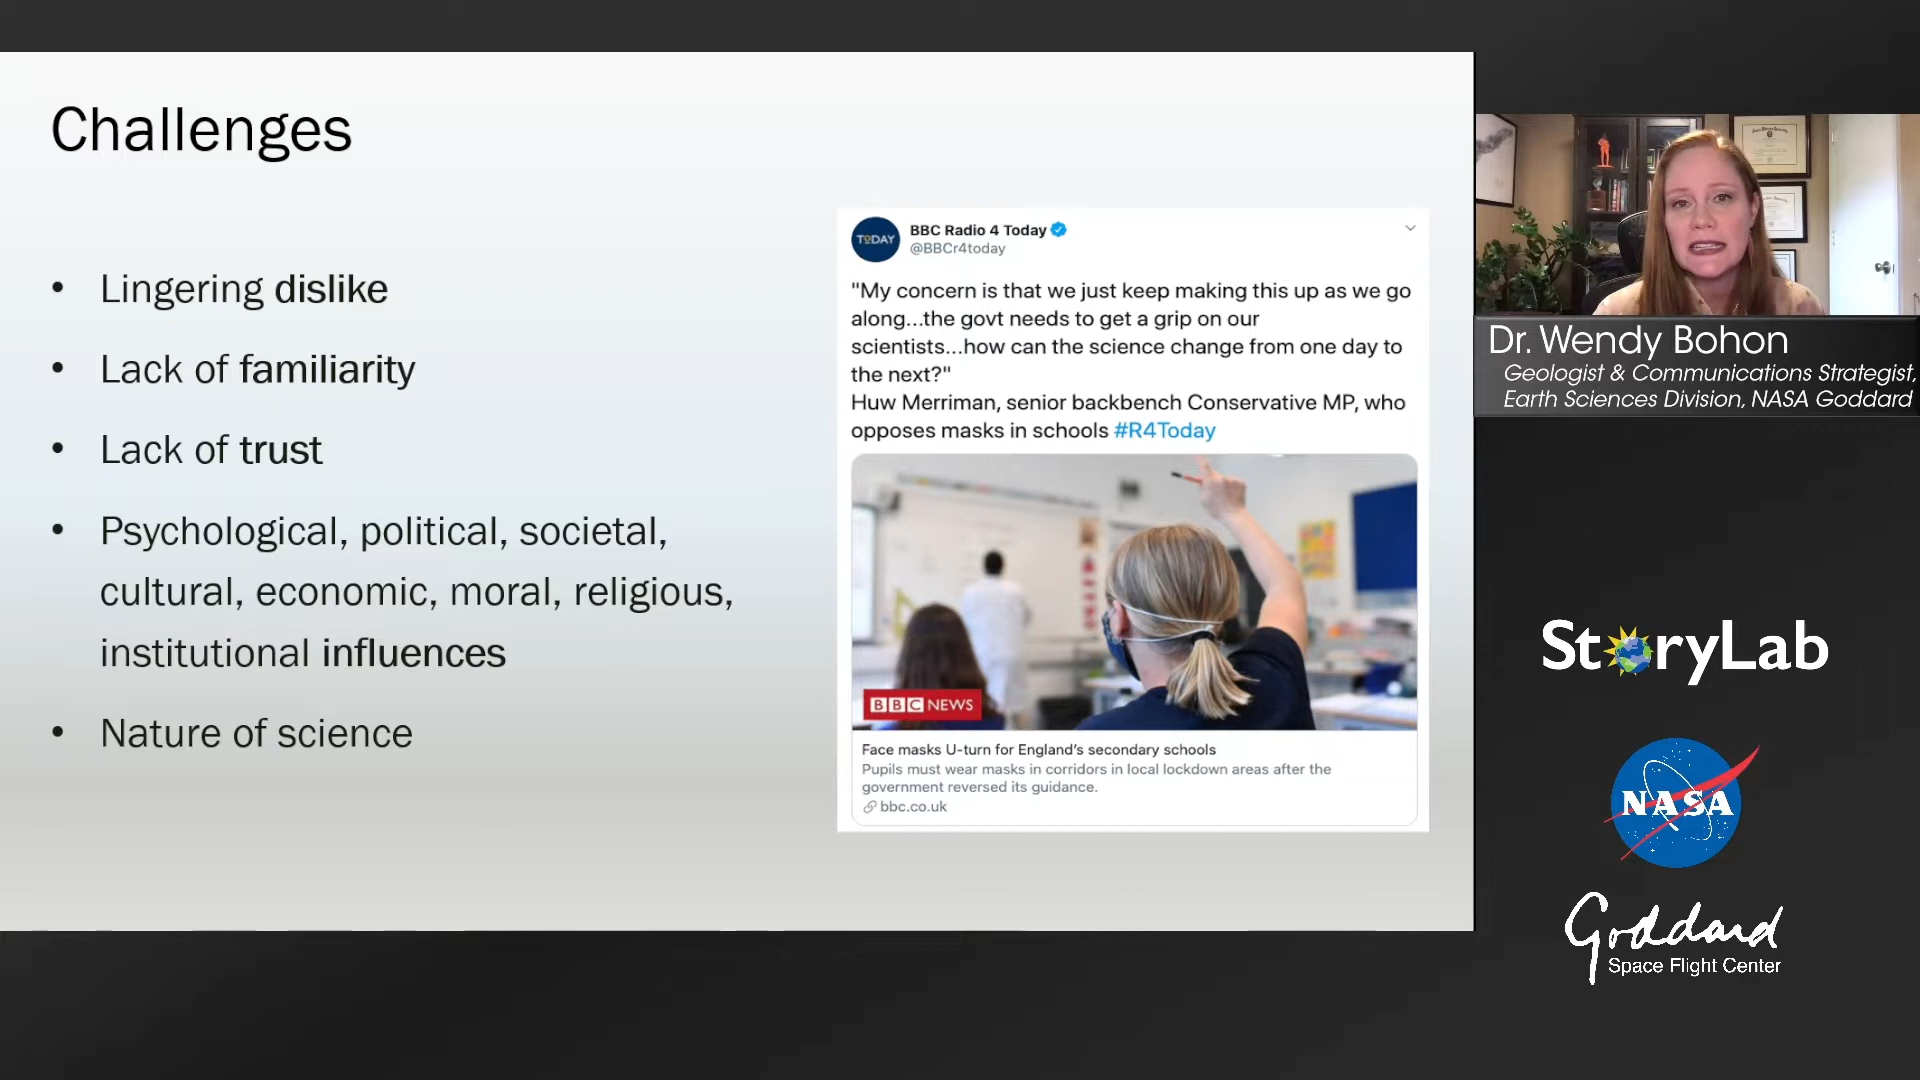 Challenges
• Lingering dislike
• Lack of familiarity
• Lack of trust
• Psychological, political, societal,
cultural, economic, moral, religious,
institutional influences
• Nature of science
TODAY
BBC Radio 4 Today
@BBCr4today
"My concern is that we just keep making this up as we go
along...the govt needs to get a grip on our
scientists...how can the science change from one day to
the next?"
Huw Merriman, senior backbench Conservative MP, who
opposes masks in schools #R4Today
BBC NEWS
Face masks U-turn for England's secondary schools
Pupils must wear masks in corridors in local lockdown areas after the
government reversed its guidance.
bbc.co.uk
Dr. Wendy Bohon
Geologist & Communications Strategist,
Earth Sciences Division, NASA Goddard
StoryLab
NASA
Goddard
Space Flight Center